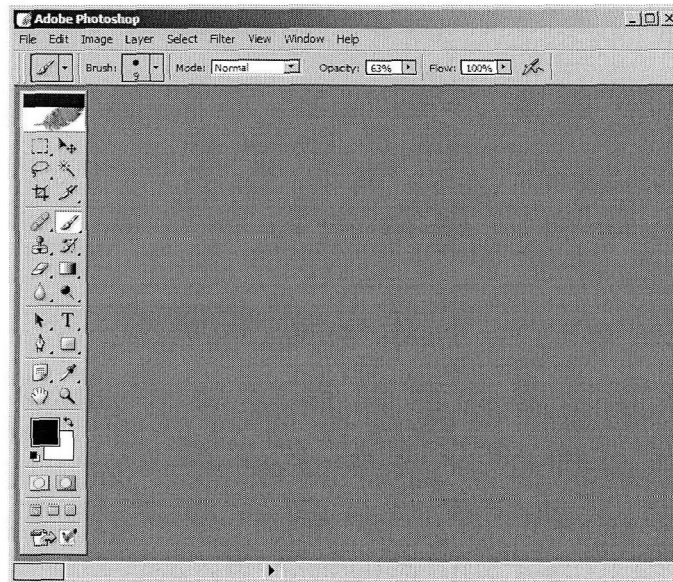 Adobe Photoshop
File Edit Image Layer Select Filter View Window Help
Brush: 9 Mode: Normal Opacity: 63% Flow: 100%
T